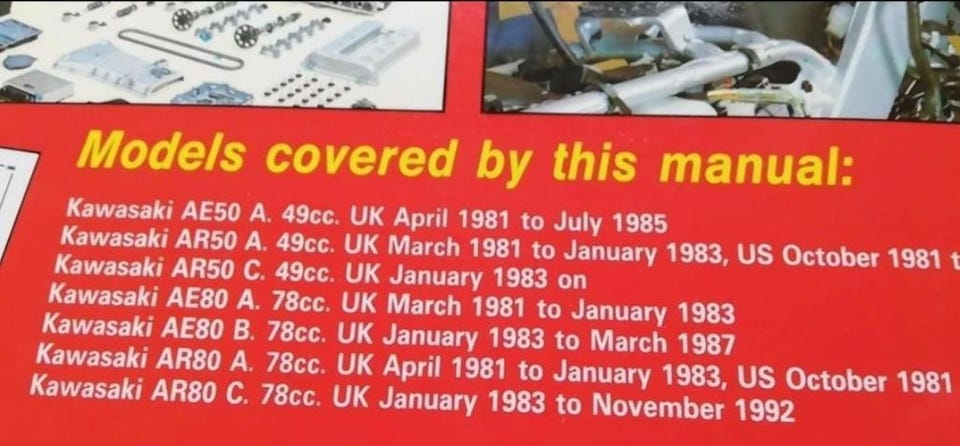 Models covered by this manual:
Kawasaki AE50 A. 49cc. UK April 1981 to July 1985
Kawasaki AR50 A. 49cc. UK March 1981 to January 1983, US October 1981 t
Kawasaki AR50 C. 49cc. UK January 1983 on
Kawasaki AE80 A. 78cc. UK March 1981 to January 1983
Kawasaki AE80 B. 78cc. UK January 1983 to March 1987
Kawasaki AR80 A. 78cc. UK April 1981 to January 1983, US October 1981
Kawasaki AR80 C. 78cc. UK January 1983 to November 1992